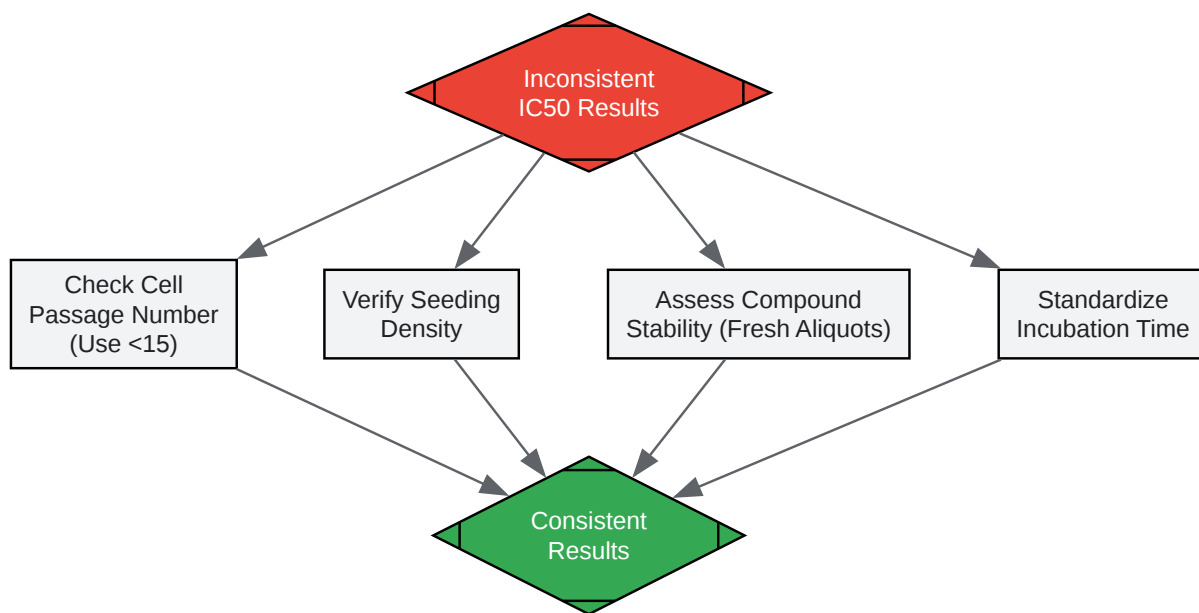 Inconsistent
IC50 Results
Check Cell
Passage Number
(Use <15)
Verify Seeding
Density
Assess Compound
Stability (Fresh Aliquots)
Standardize
Incubation Time
Consistent
Results